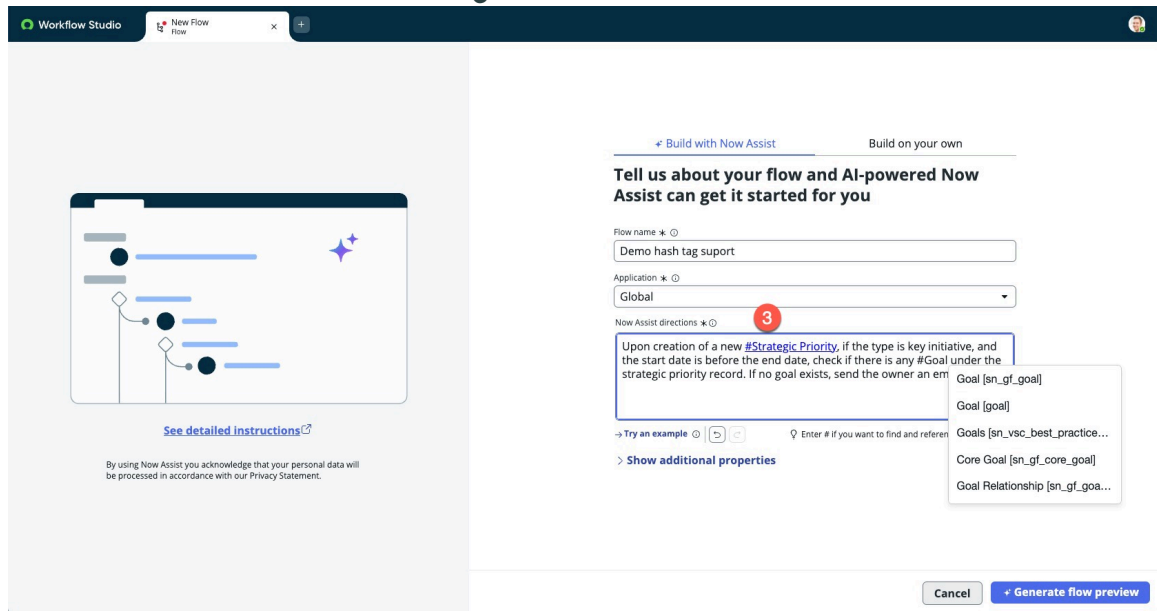 Workflow Studio
New Flow
Flow
Build with Now Assist
Build on your own
Tell us about your flow and AI-powered Now
Assist can get it started for you
Flow name
Demo hash tag suport
Application
Global
Now Assist directions
3
Upon creation of a new #Strategic Priority, if the type is key initiative, and
the start date is before the end date, check if there is any #Goal under the
strategic priority record. If no goal exists, send the owner an em
Goal [sn_gf_goal]
Goal [goal]
Goals [sn_vsc_best_practice...
Core Goal [sn_gf_core_goal]
Goal Relationship [sn_gf_goa...
Try an example
Enter # if you want to find and referen
Show additional properties
See detailed instructions
By using Now Assist you acknowledge that your personal data will
be processed in accordance with our Privacy Statement.
Cancel
Generate flow preview